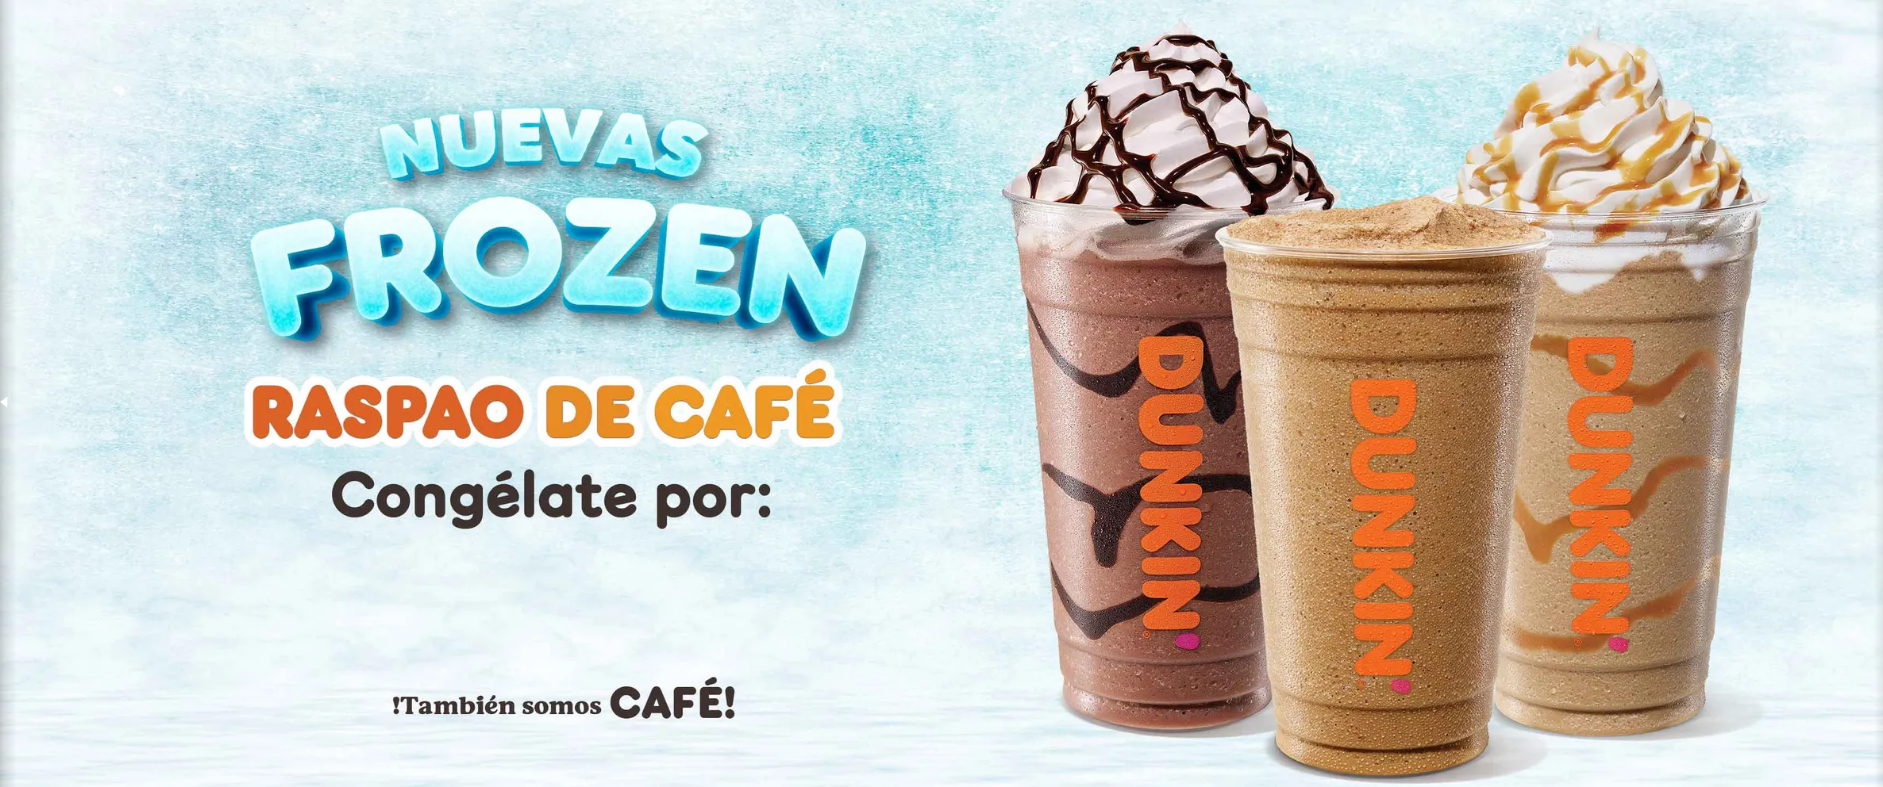 NUEVAS
FROZEN
RASPAO DE CAFÉ
Congélate por:
!También somos CAFÉ!
DUNKIN'
DUNKIN'
DUNKIN'